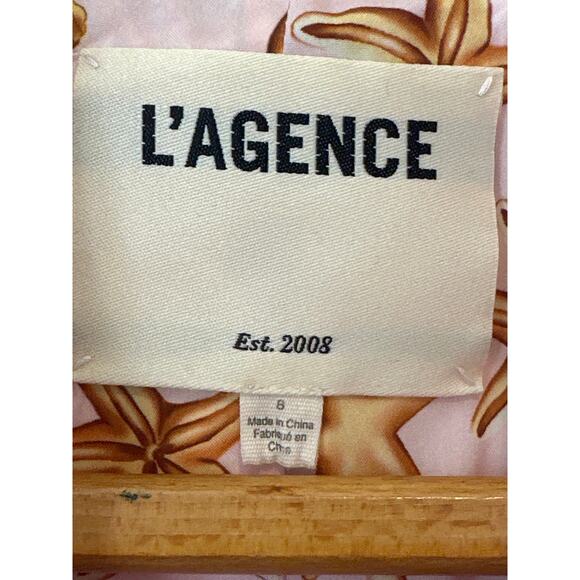 L'AGENCE
Est. 2008
8
Made in China
Fabriqué en
Chine